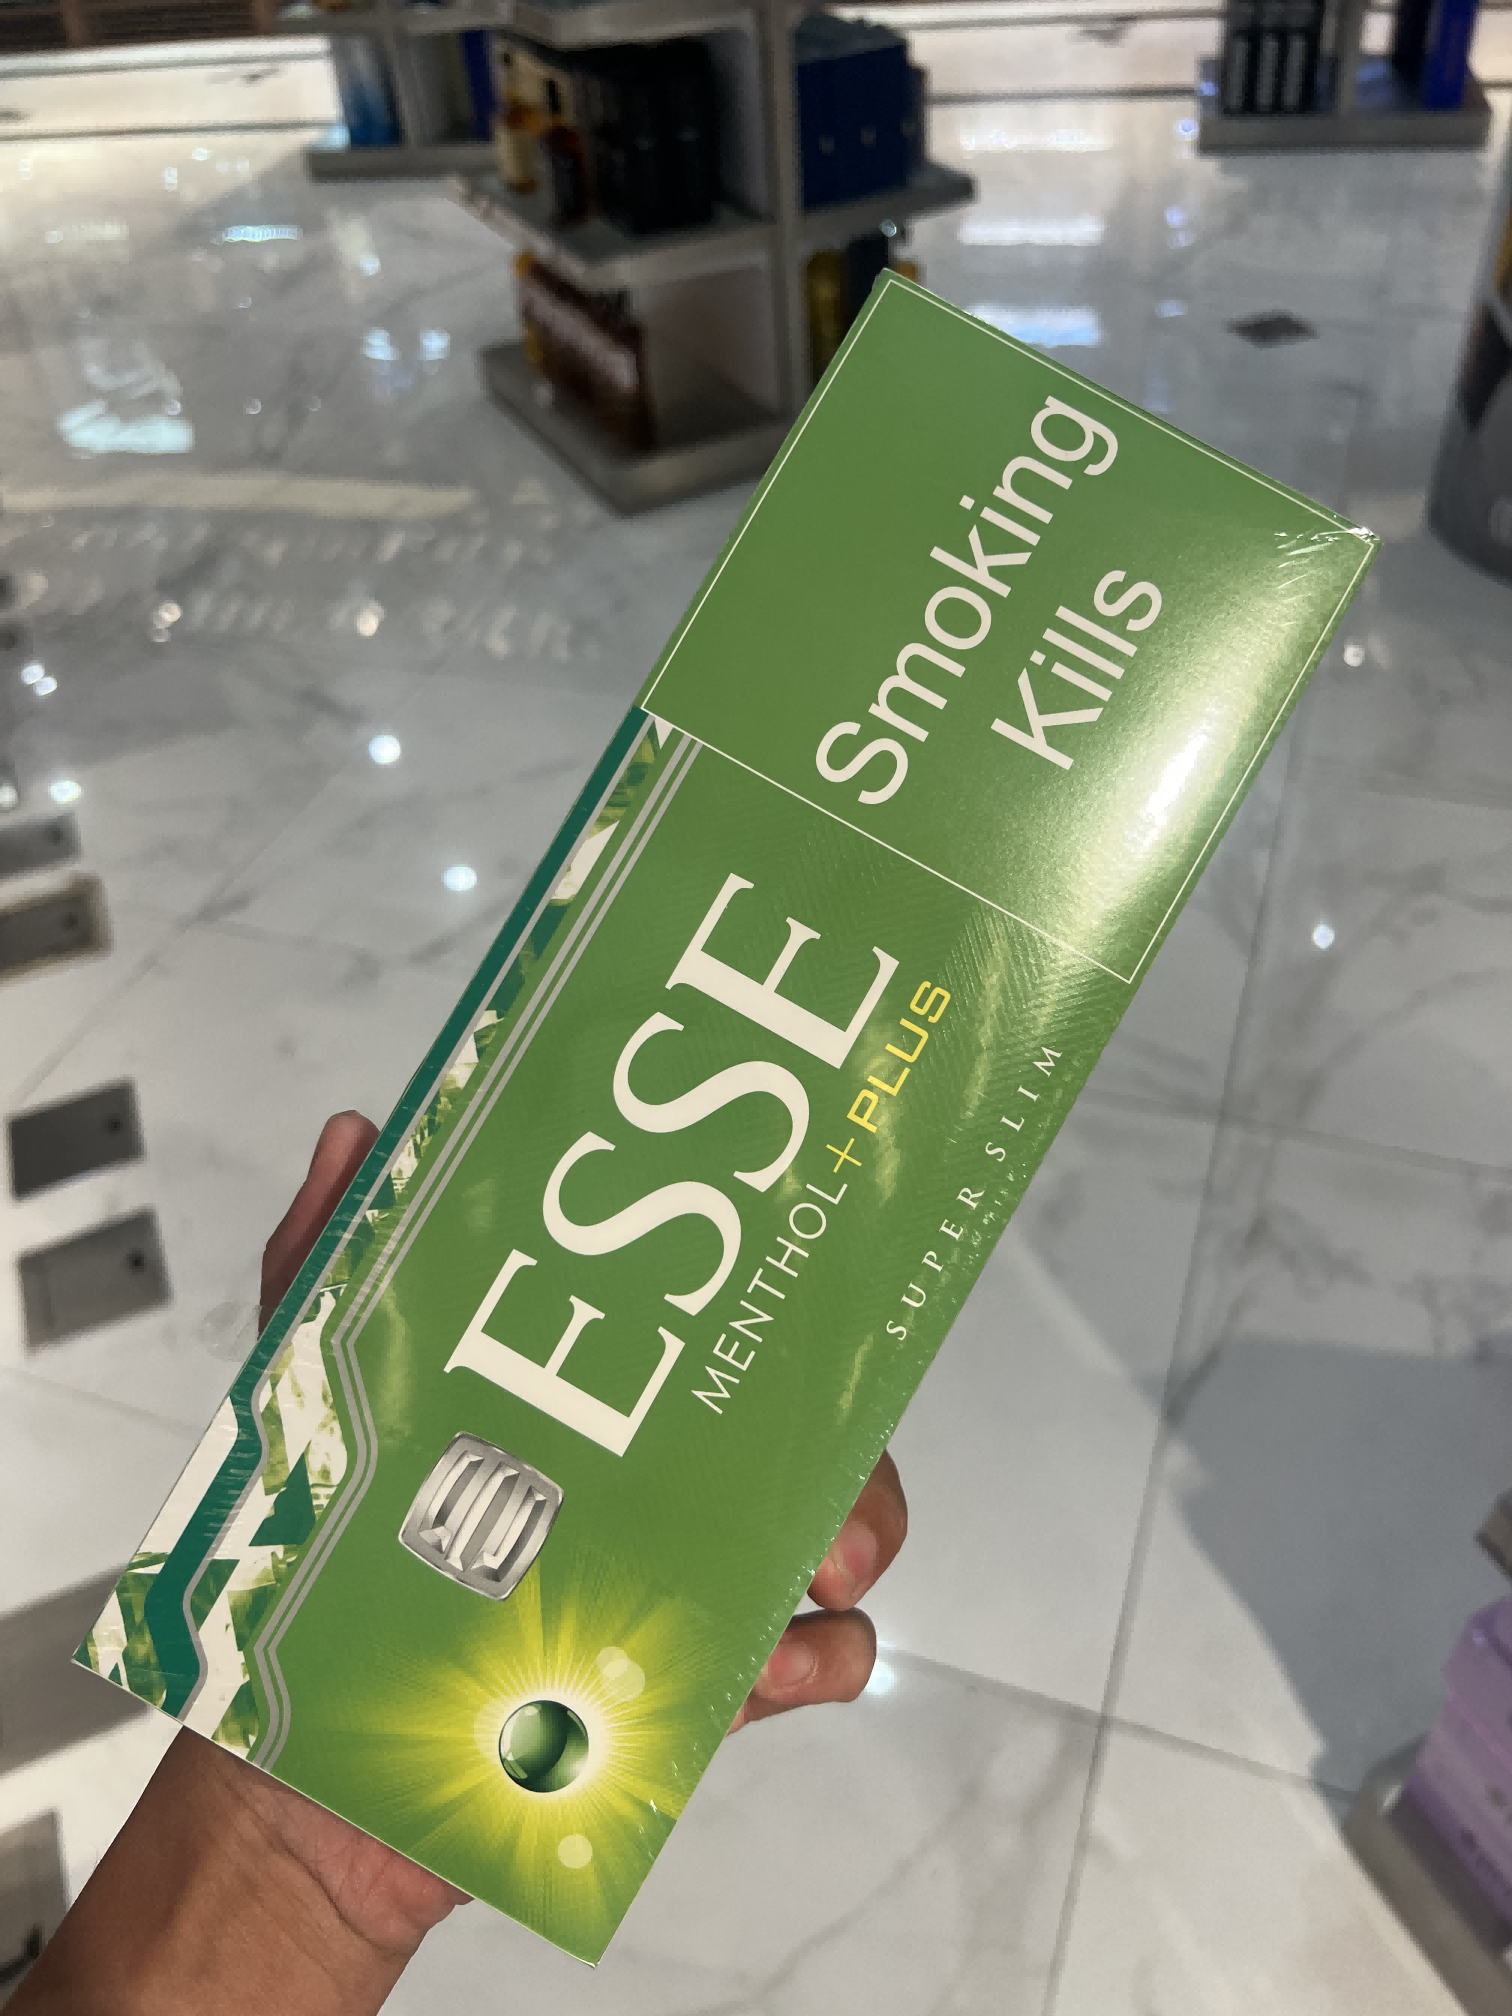 Smoking
Kills
ESSE
MENTHOL+PLUS
SUPER SLIM